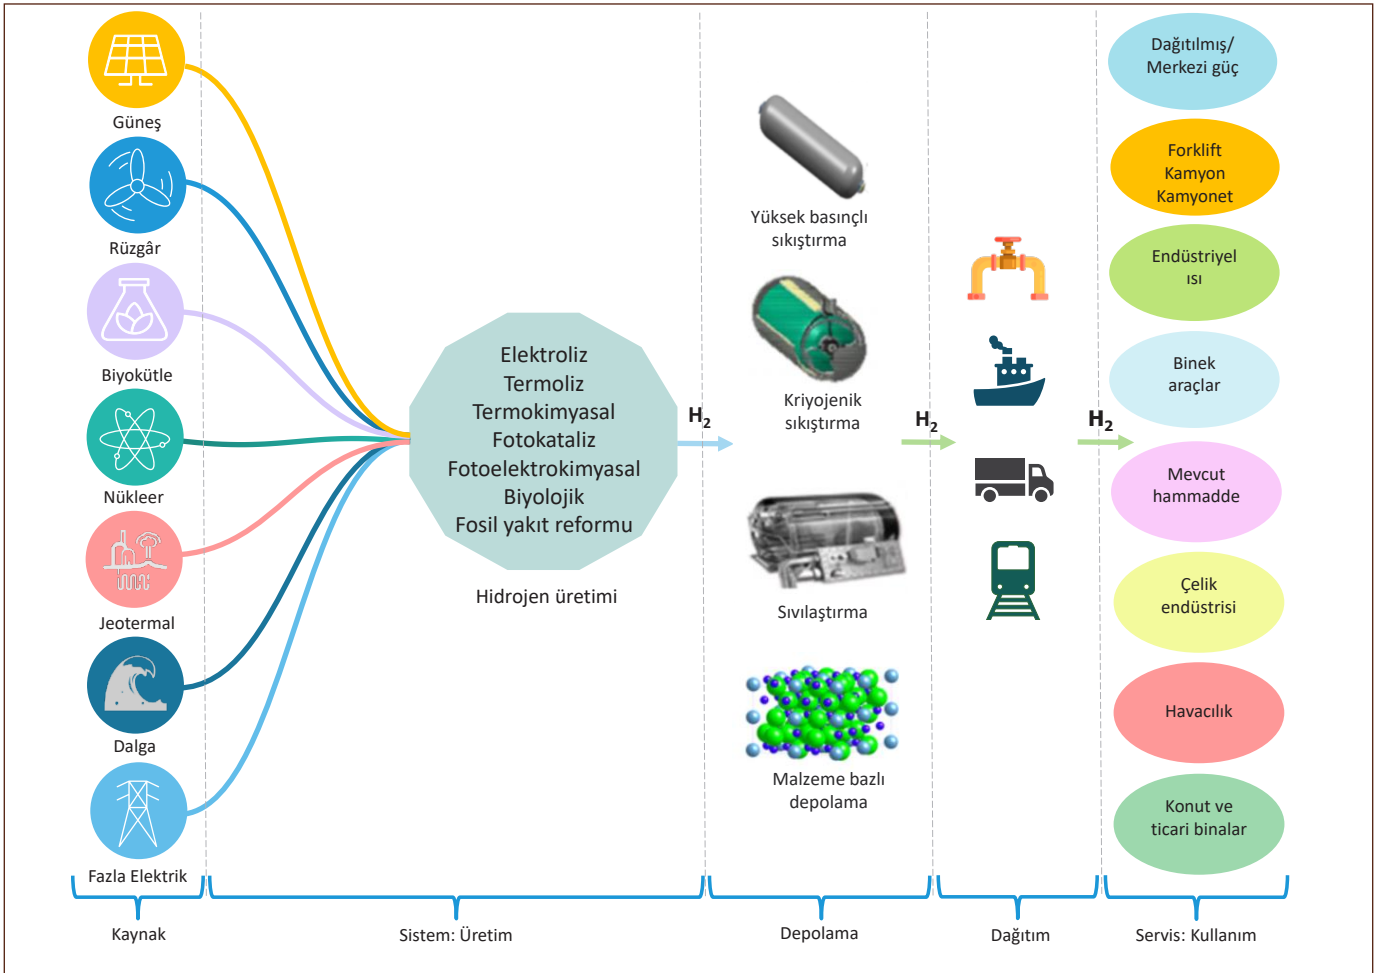 Güneş
Rüzgâr
Biyokütle
Nükleer
Jeotermal
Dalga
Fazla Elektrik
Kaynak
Elektroliz
Termoliz
Termokimyasal
Fotokataliz
Fotoelektrokimyasal
Biyolojik
Fosil yakıt reformu
Hidrojen üretimi
Sistem: Üretim
H₂
Yüksek basınçlı
sıkıştırma
Kriyojenik
sıkıştırma
Sıvılaştırma
Malzeme bazlı
depolama
Depolama
H₂
Dağıtım
H₂
Dağıtılmış/
Merkezi güç
Forklift
Kamyon
Kamyonet
Endüstriyel
ısı
Binek
araçlar
Mevcut
hammadde
Çelik
endüstrisi
Havacılık
Konut ve
ticari binalar
Servis: Kullanım